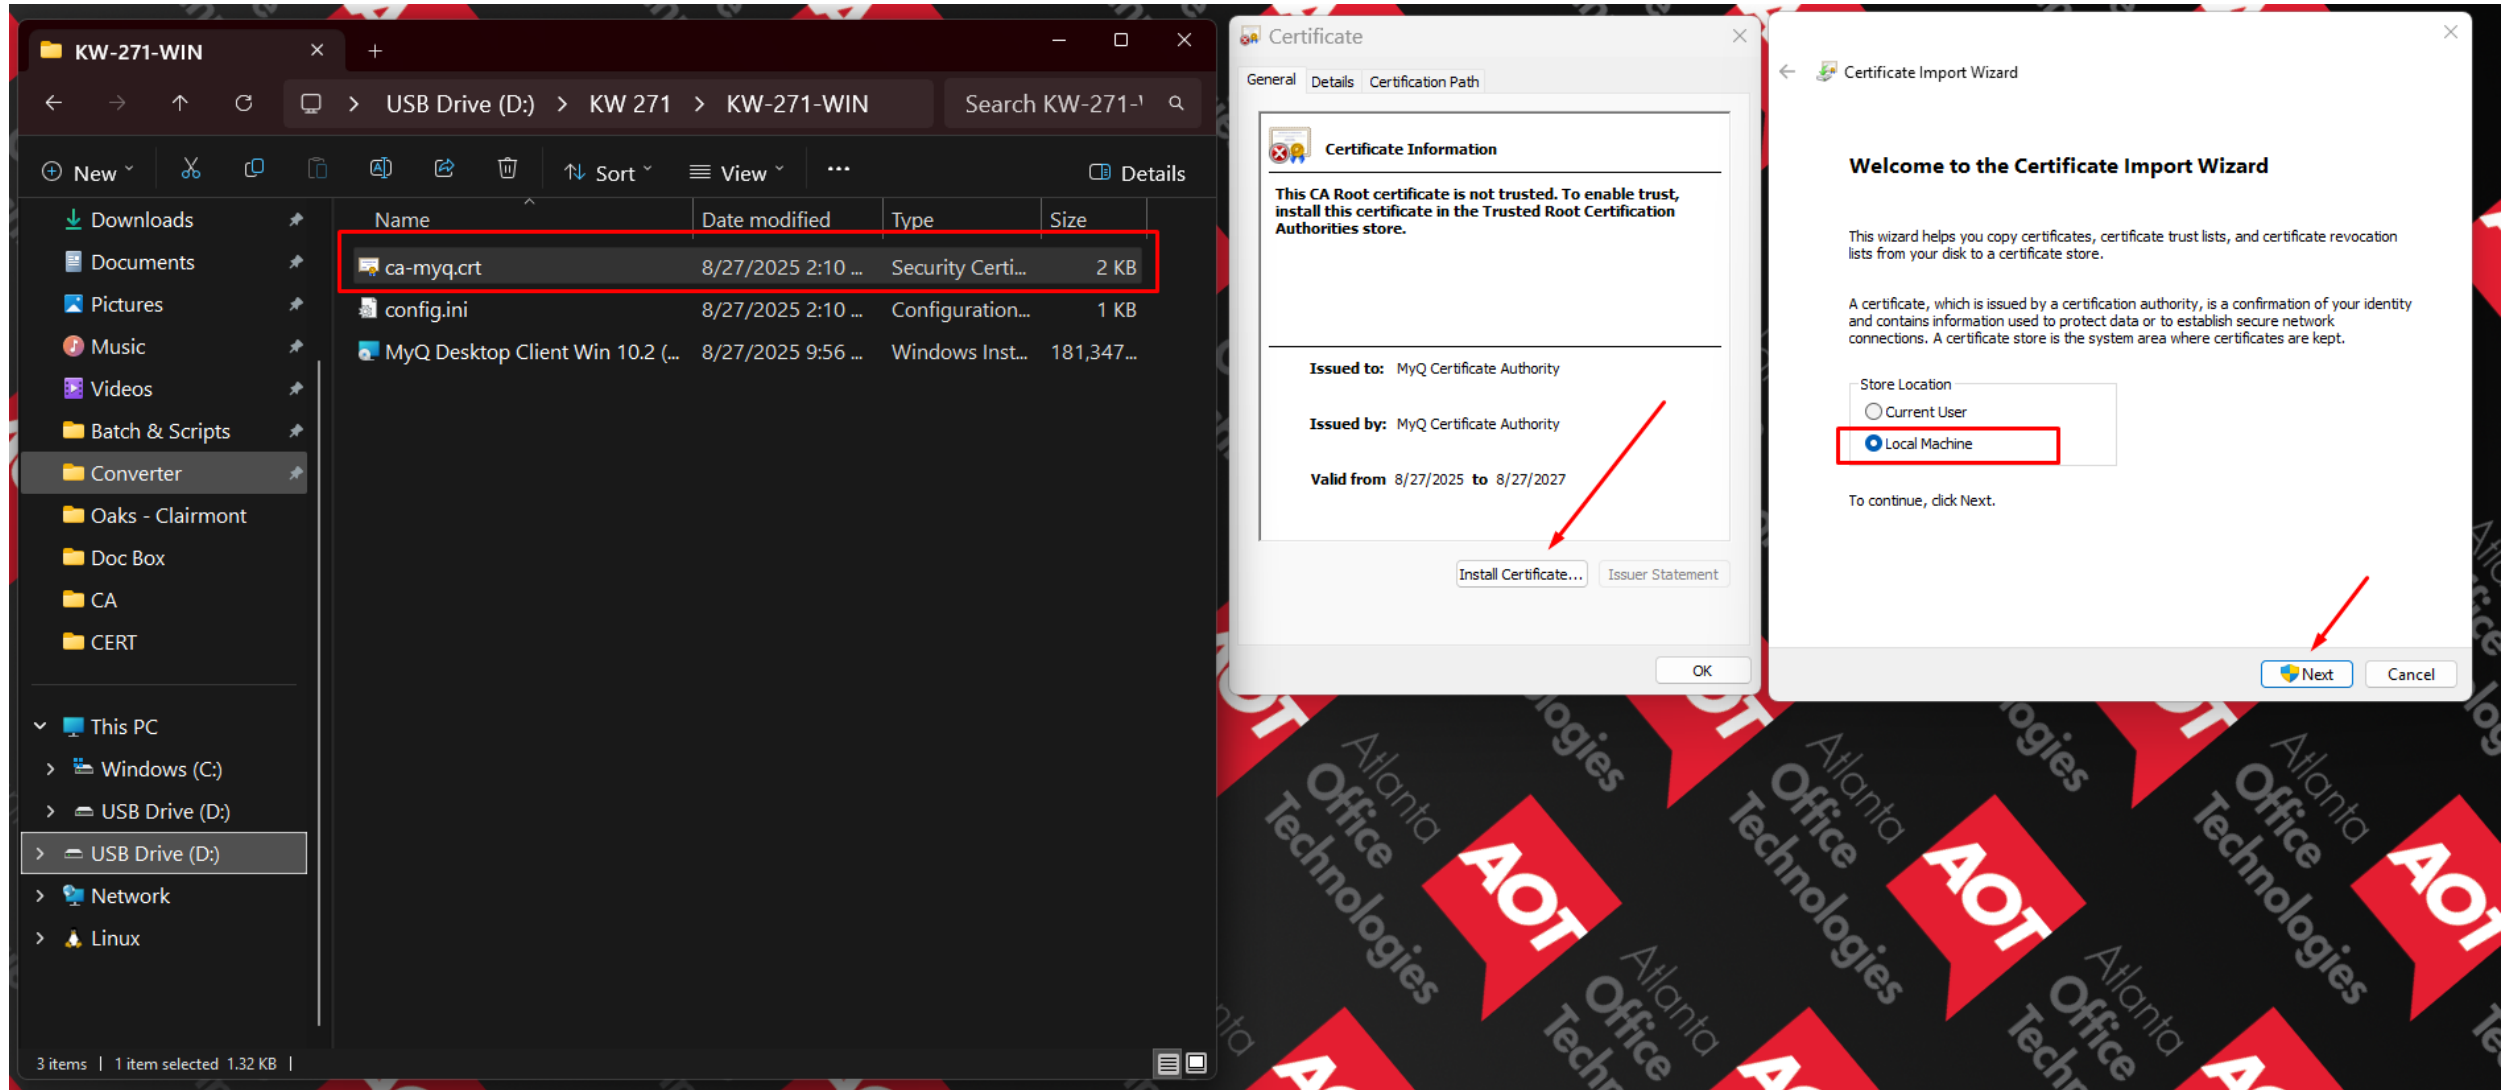 KW-271-WIN
USB Drive (D:) > KW 271 > KW-271-WIN
Search KW-271-
New
Sort
View
Details
Downloads
Documents
Pictures
Music
Videos
Batch & Scripts
Converter
Oaks - Clairmont
Doc Box
CA
CERT
This PC
Windows (C:)
USB Drive (D:)
USB Drive (D:)
Network
Linux
Name Date modified Type Size
ca-myq.crt 8/27/2025 2:10 ... Security Certi... 2 KB
config.ini 8/27/2025 2:10 ... Configuration... 1 KB
MyQ Desktop Client Win 10.2 (... 8/27/2025 9:56 ... Windows Inst... 181,347...
3 items | 1 item selected 1.32 KB |
Certificate
General Details Certification Path
Certificate Information
This CA Root certificate is not trusted. To enable trust,
install this certificate in the Trusted Root Certification
Authorities store.
Issued to: MyQ Certificate Authority
Issued by: MyQ Certificate Authority
Valid from 8/27/2025 to 8/27/2027
Install Certificate...
Issuer Statement
OK
Certificate Import Wizard
Welcome to the Certificate Import Wizard
This wizard helps you copy certificates, certificate trust lists, and certificate revocation
lists from your disk to a certificate store.
A certificate, which is issued by a certification authority, is a confirmation of your identity
and contains information used to protect data or to establish secure network
connections. A certificate store is the system area where certificates are kept.
Store Location
Current User
Local Machine
To continue, click Next.
Next
Cancel
AOT
Atlanta
Office
Technologies
AOT
Atlanta
Office
Technologies
AOT
Atlanta
Office
Technologies
AOT